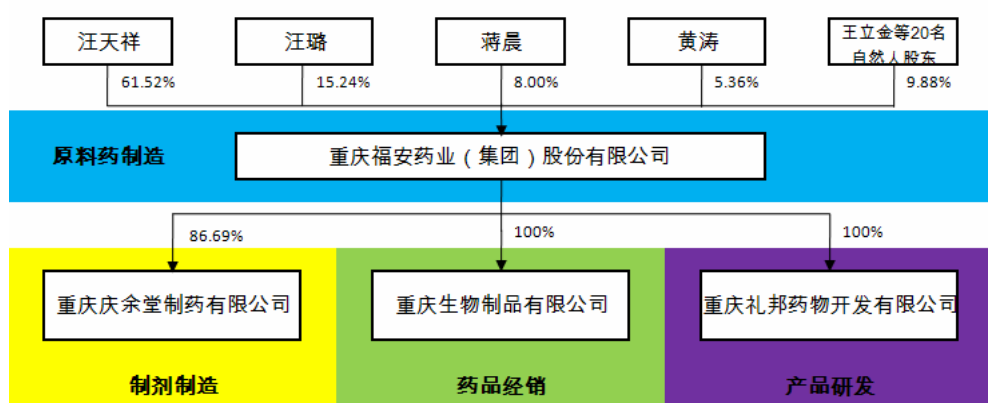 汪天祥
汪璐
蒋晨
黄涛
王立金等20名
自然人股东
61.52%
15.24%
8.00%
5.36%
9.88%
原料药制造
重庆福安药业（集团）股份有限公司
86.69%
100%
100%
重庆庆余堂制药有限公司
重庆生物制品有限公司
重庆礼邦药物开发有限公司
制剂制造
药品经销
产品研发